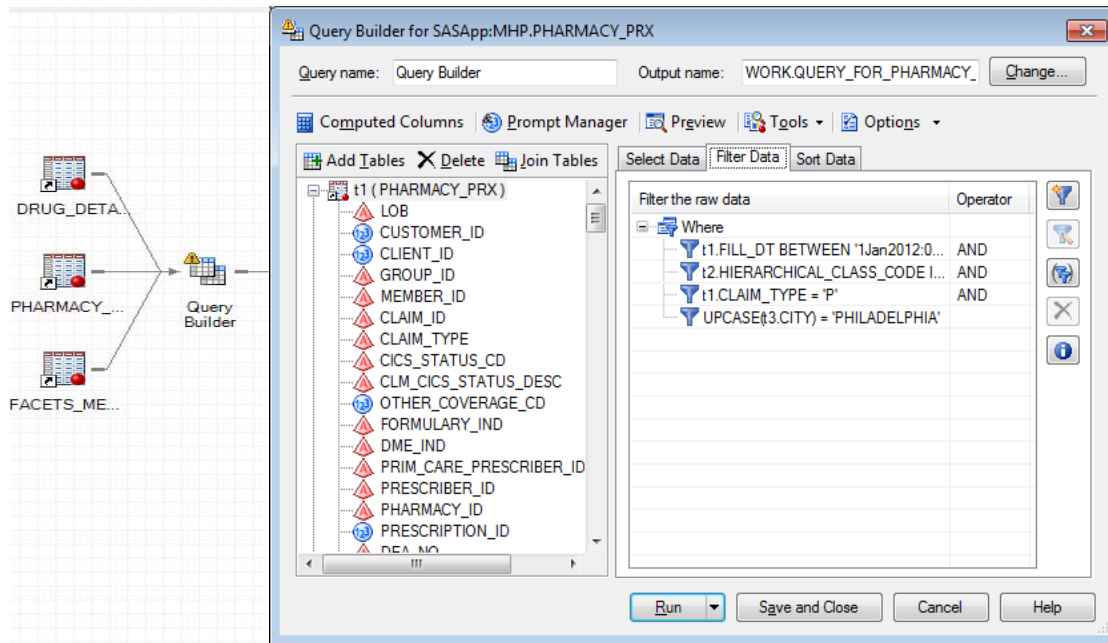 DRUG_DETA...
PHARMACY_...
FACETS_ME...
Query
Builder
Query Builder for SASApp:MHP.PHARMACY_PRX
Query name: Query Builder Output name: WORK.QUERY_FOR_PHARMACY_ Change...
Computed Columns Prompt Manager Preview Tools Options
Add Tables Delete Join Tables
Select Data Filter Data Sort Data
t1 (PHARMACY_PRX)
LOB
CUSTOMER_ID
CLIENT_ID
GROUP_ID
MEMBER_ID
CLAIM_ID
CLAIM_TYPE
CICS_STATUS_CD
CLM_CICS_STATUS_DESC
OTHER_COVERAGE_CD
FORMULARY_IND
DME_IND
PRIM_CARE_PRESCRIBER_ID
PRESCRIBER_ID
PHARMACY_ID
PRESCRIPTION_ID
DEA_NO
Filter the raw data Operator
Where
t1.FILL_DT BETWEEN "1Jan2012:0... AND
t2.HIERARCHICAL_CLASS_CODE I... AND
t1.CLAIM_TYPE = 'P' AND
UPCASE(t3.CITY) = 'PHILADELPHIA'
Run Save and Close Cancel Help